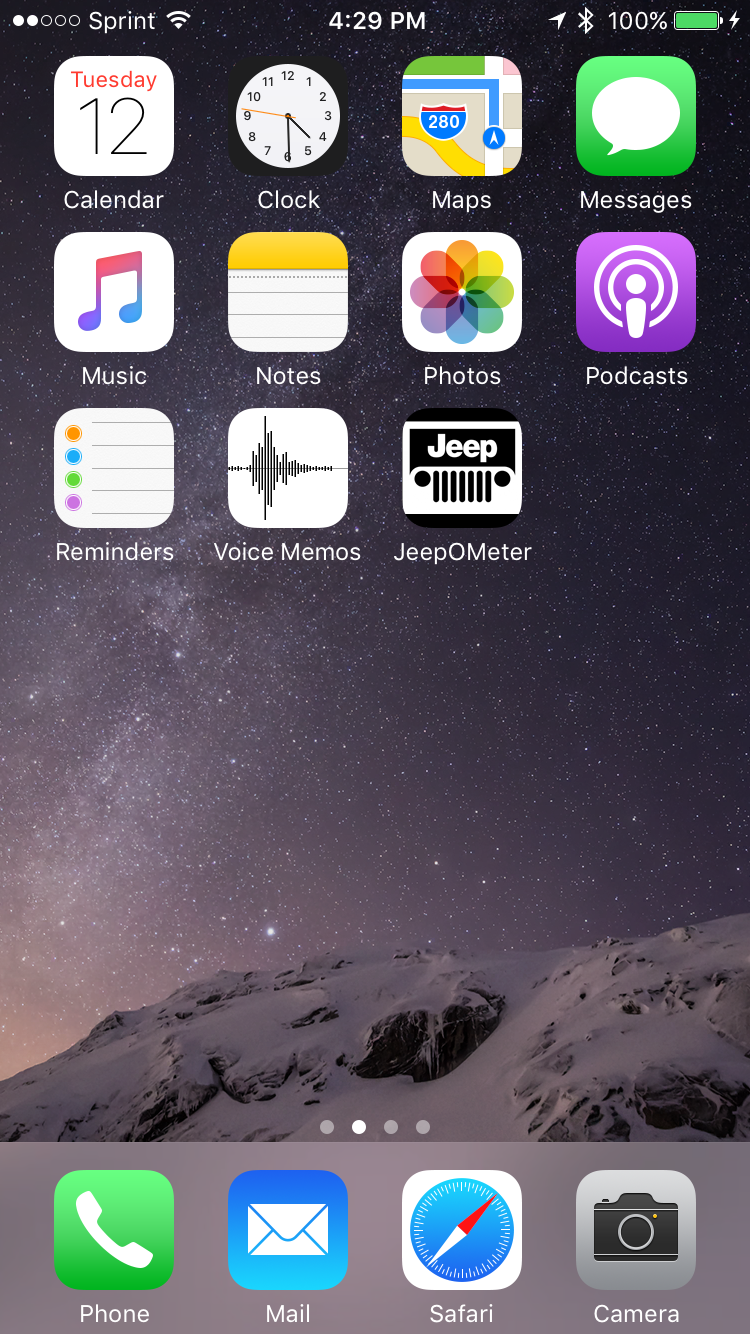 Sprint 4:29 PM 100%
Tuesday
12
12
11 1
10 2
9 3
8 4
7 5
6
280
Calendar Clock Maps Messages
Music Notes Photos Podcasts
Jeep
Reminders Voice Memos JeepOMeter
Phone Mail Safari Camera